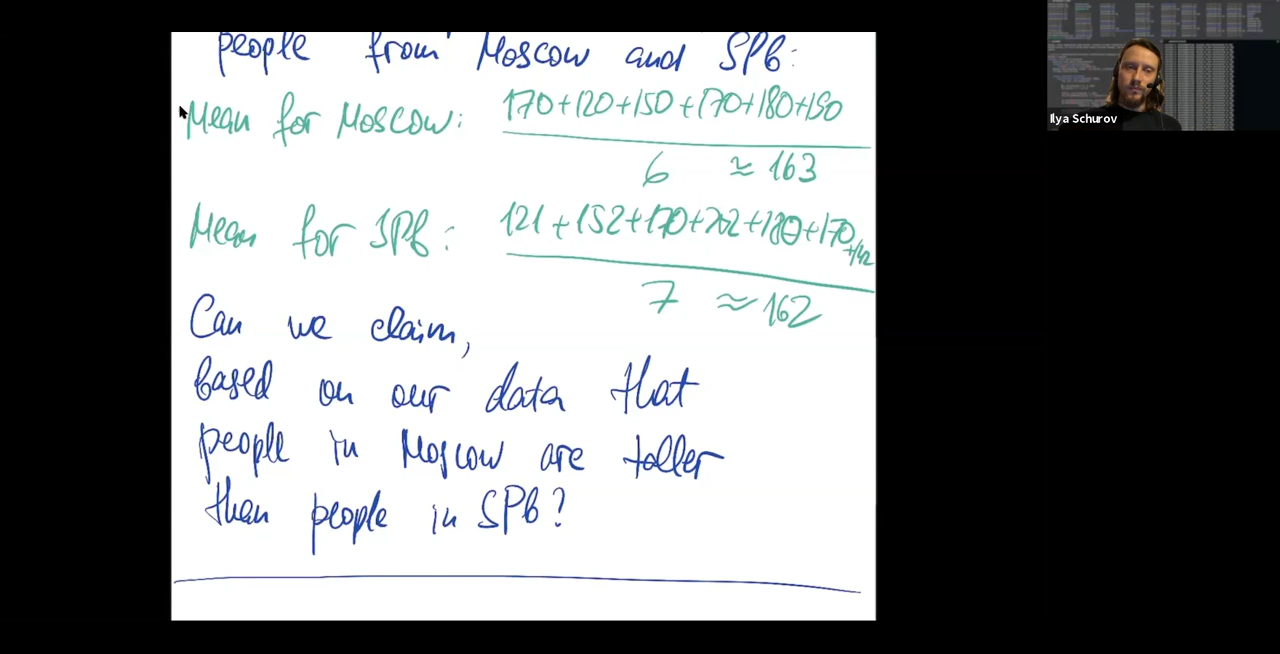 people from Moscow and SPb:
Mean for Moscow: 170+120+150+170+180+190
6 ≈ 163
Mean for SPb: 121+152+170+202+180+170+142
7 ≈ 162
Can we claim,
based on our data that
people in Moscow are taller
than people in SPb?
Ilya Schurov